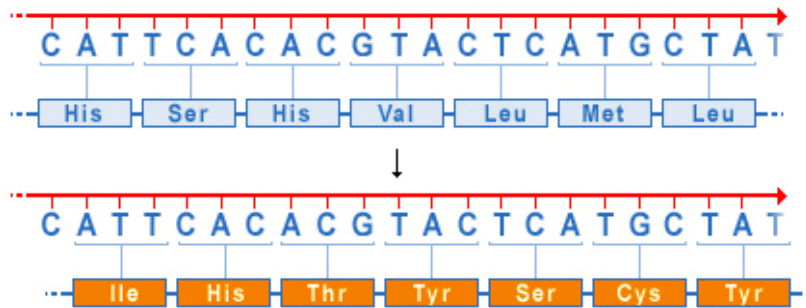 C A T T C A C A C G T A C T C A T G C T A T
His Ser His Val Leu Met Leu
C A T T C A C A C G T A C T C A T G C T A T
Ile His Thr Tyr Ser Cys Tyr